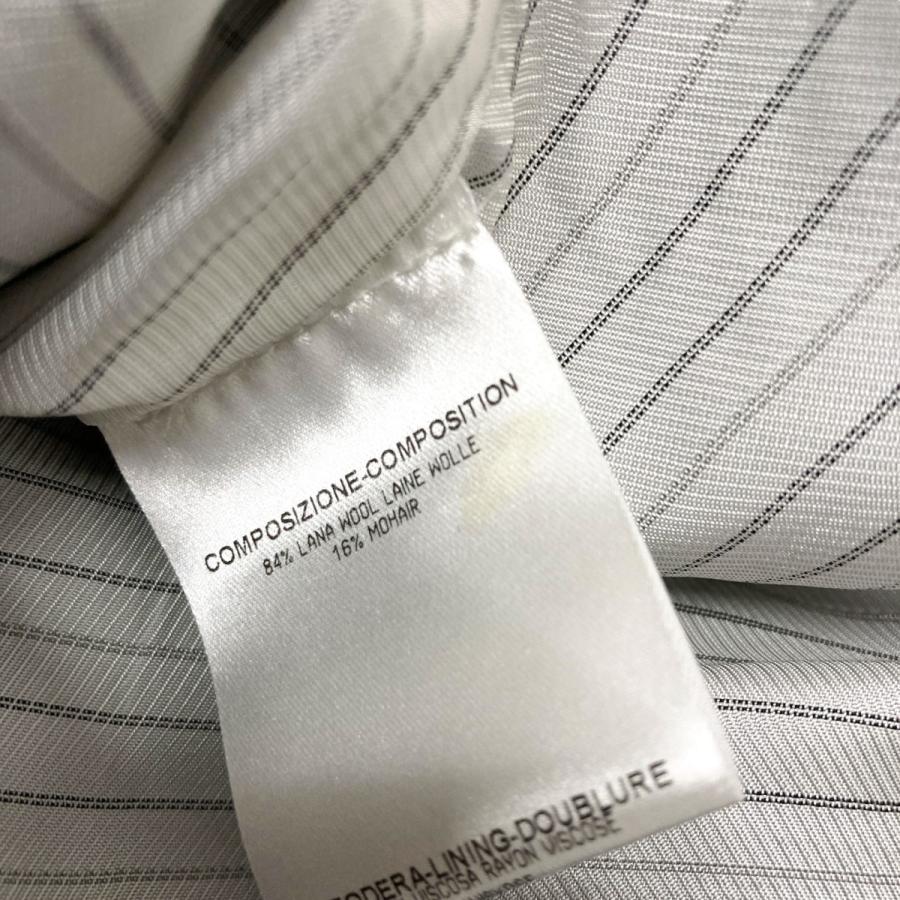 COMPOSIZIONE-COMPOSITION
84% LANA WOOL LAINE WOLLE
16% MOHAIR
FODERA-LINING-DOUBLURE
VISCOSA RAYON VISCOSE